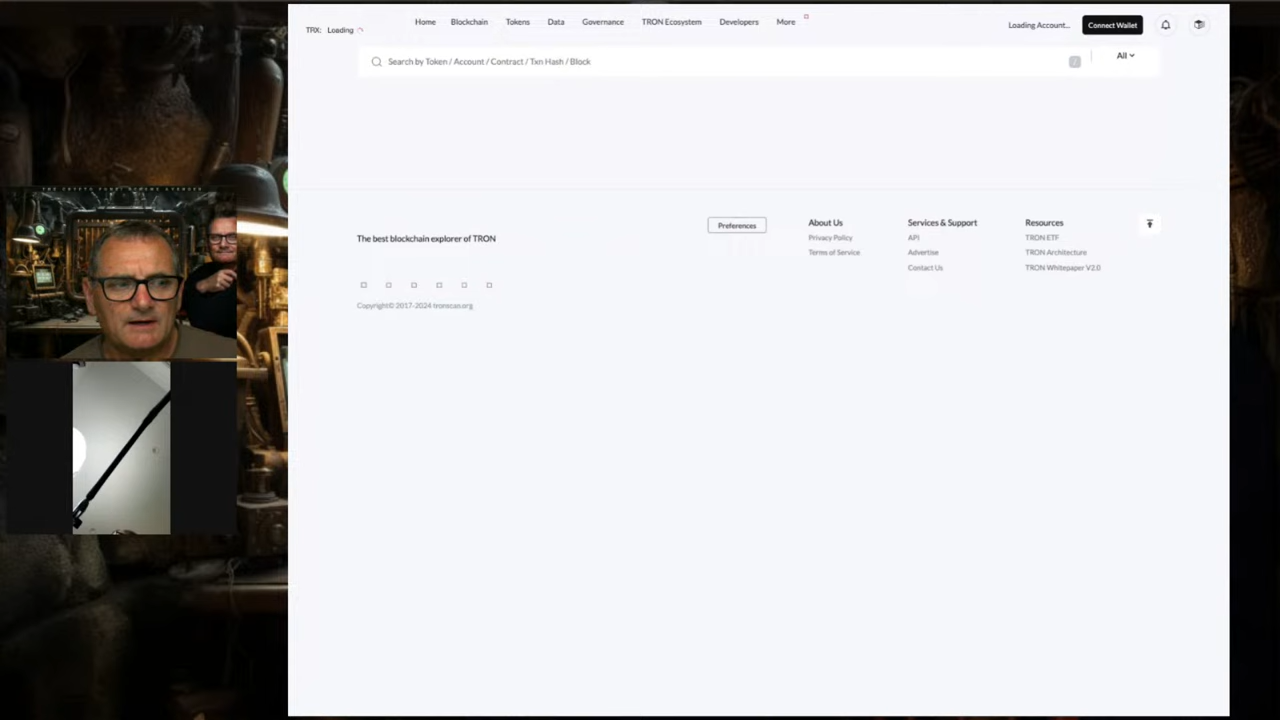 Home Blockchain Tokens Data Governance TRON Ecosystem Developers More
TRX: Loading
Loading Account... Connect Wallet
Search by Token / Account / Contract / Txn Hash / Block
/
All
The best blockchain explorer of TRON
Copyright© 2017-2024 tronscan.org
Preferences
About Us
Privacy Policy
Terms of Service
Services & Support
API
Advertise
Contact Us
Resources
TRON ETF
TRON Architecture
TRON Whitepaper V2.0